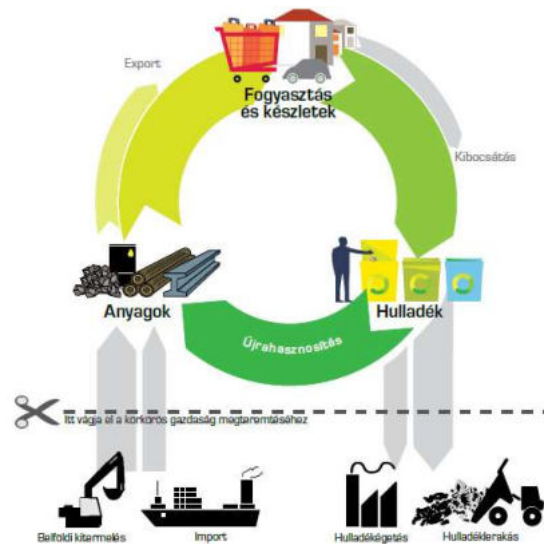 Export
Fogyasztás
és készletek
Kibocsátás
Anyagok
Hulladék
Újrahasznosítás
Itt vágja el a körkörös gazdaság megteremtéséhez
Belföldi kitermelés
Import
Hulladékégetés
Hulladéklerakás